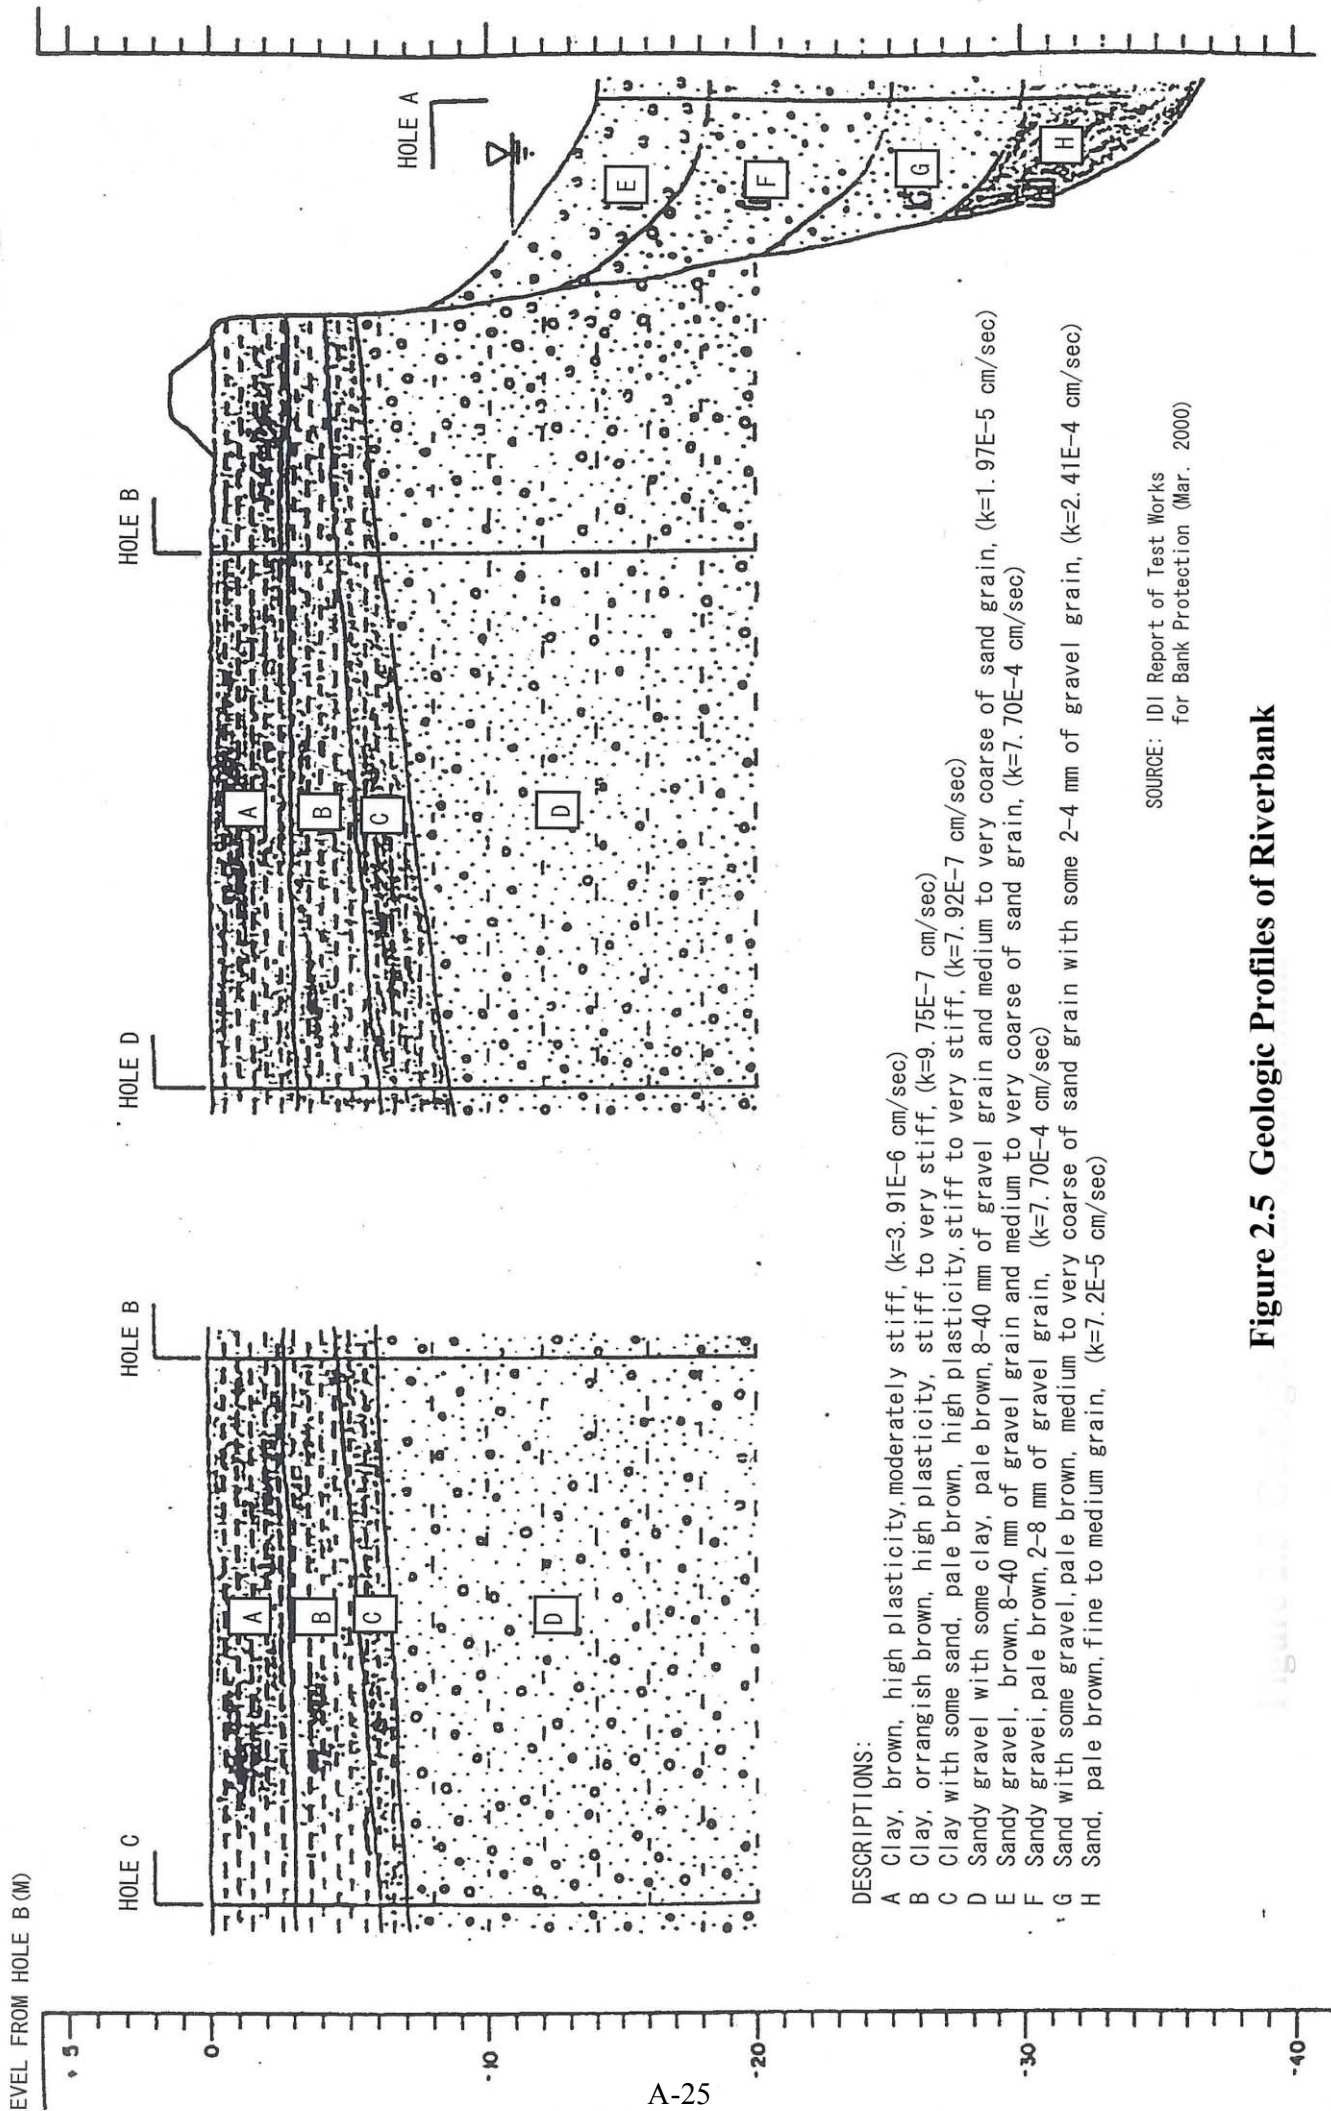 EVEL FROM HOLE B(M)
+ 5
0
-10
-20
-30
-40
HOLE C
HOLE B
HOLE D
HOLE B
HOLE A
A
B
C
D
A
B
C
D
E
F
G
H
DESCRIPTIONS:
A Clay, brown, high plasticity,moderately stiff, (k=3.91E-6 cm/sec)
B Clay, orrangish brown, high plasticity, stiff to very stiff, (k=9.75E-7 cm/sec)
C Clay with some sand, pale brown, high plasticity,stiff to very stiff, (k=7.92E-7 cm/sec)
D Sandy gravel with some clay, pale brown,8-40 mm of gravel grain and medium to very coarse of sand grain, (k=1.97E-5 cm/sec)
E Sandy gravel, brown,8-40 mm of gravel grain and medium to very coarse of sand grain, (k=7.70E-4 cm/sec)
F Sandy gravel,pale brown,2-8 mm of gravel grain, (k=7.70E-4 cm/sec)
G Sand with some gravel,pale brown, medium to very coarse of sand grain with some 2-4 mm of gravel grain, (k=2.41E-4 cm/sec)
H Sand, pale brown,fine to medium grain, (k=7.2E-5 cm/sec)
SOURCE: IDI Report of Test Works
for Bank Protection (Mar. 2000)
Figure 2.5 Geologic Profiles of Riverbank
A-25